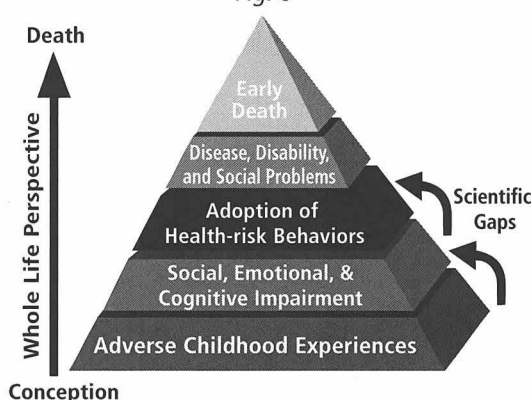 Death
Whole Life Perspective
Conception
Early
Death
Disease, Disability,
and Social Problems
Adoption of
Health-risk Behaviors
Social, Emotional, &
Cognitive Impairment
Adverse Childhood Experiences
Scientific
Gaps